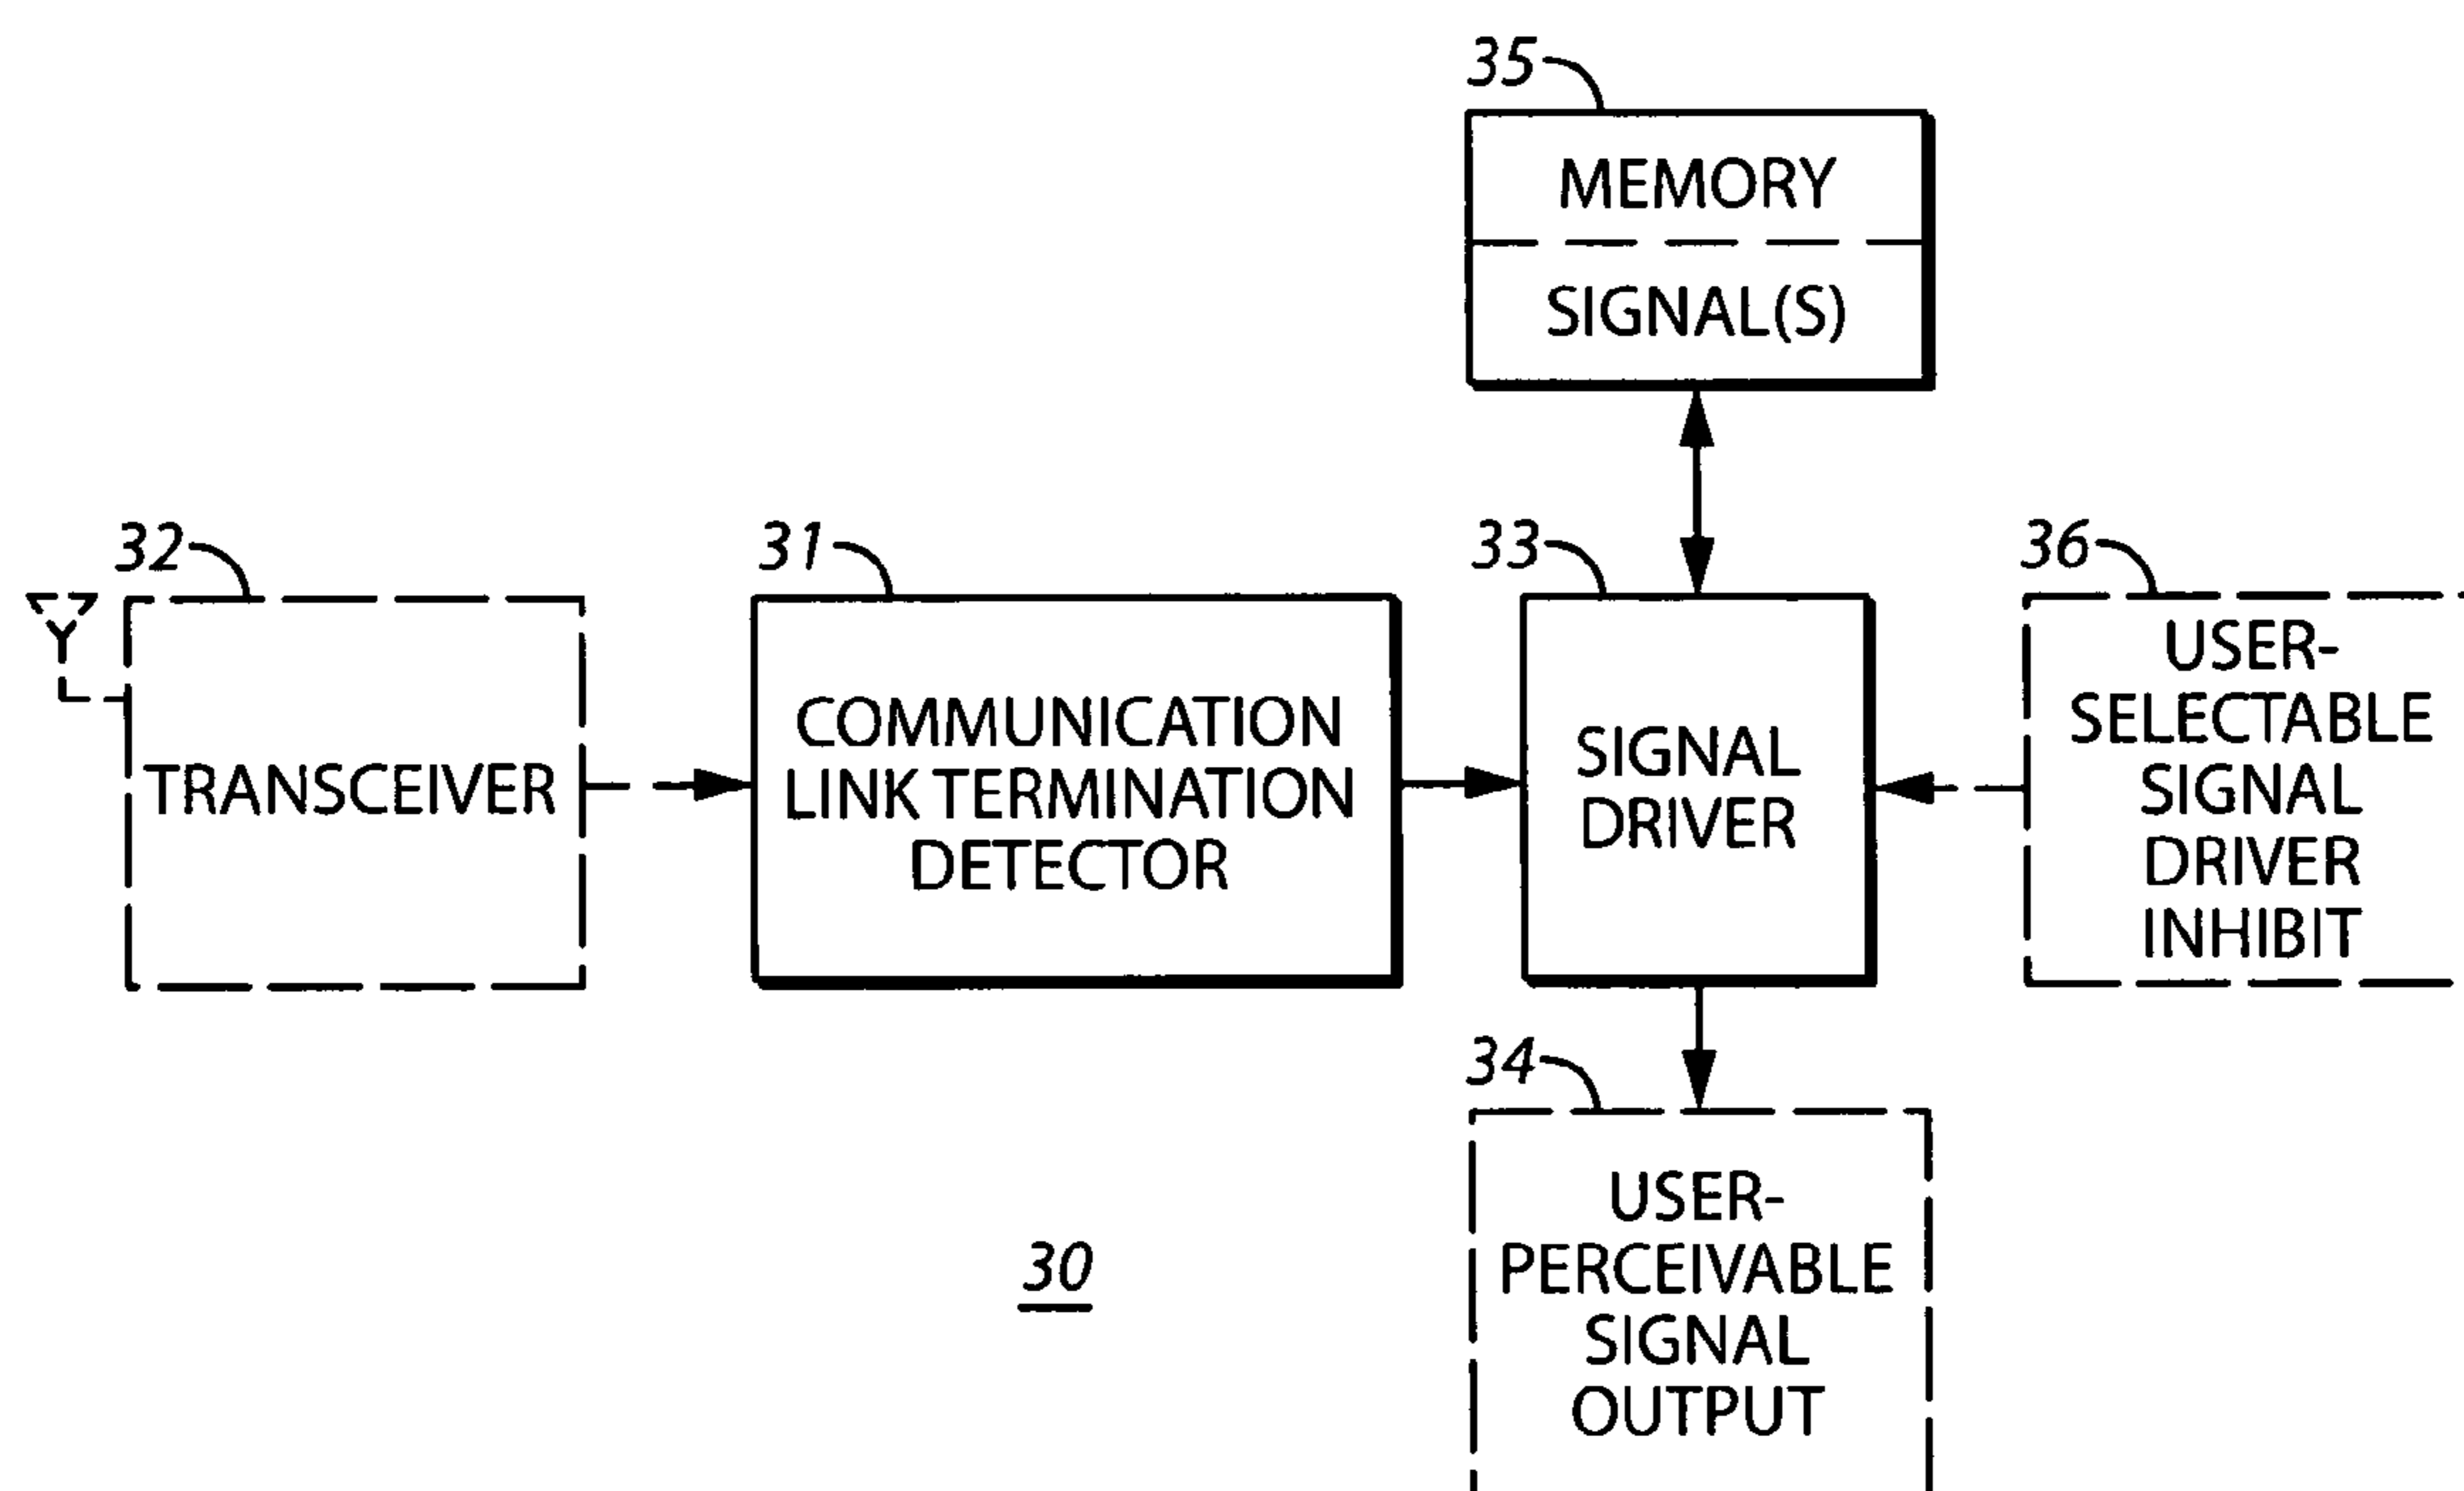 35
MEMORY
SIGNAL(S)
32
31
33
36
TRANSCEIVER
COMMUNICATION
LINK TERMINATION
DETECTOR
SIGNAL
DRIVER
USER-
SELECTABLE
SIGNAL
DRIVER
INHIBIT
34
USER-
PERCEIVABLE
SIGNAL
OUTPUT
30